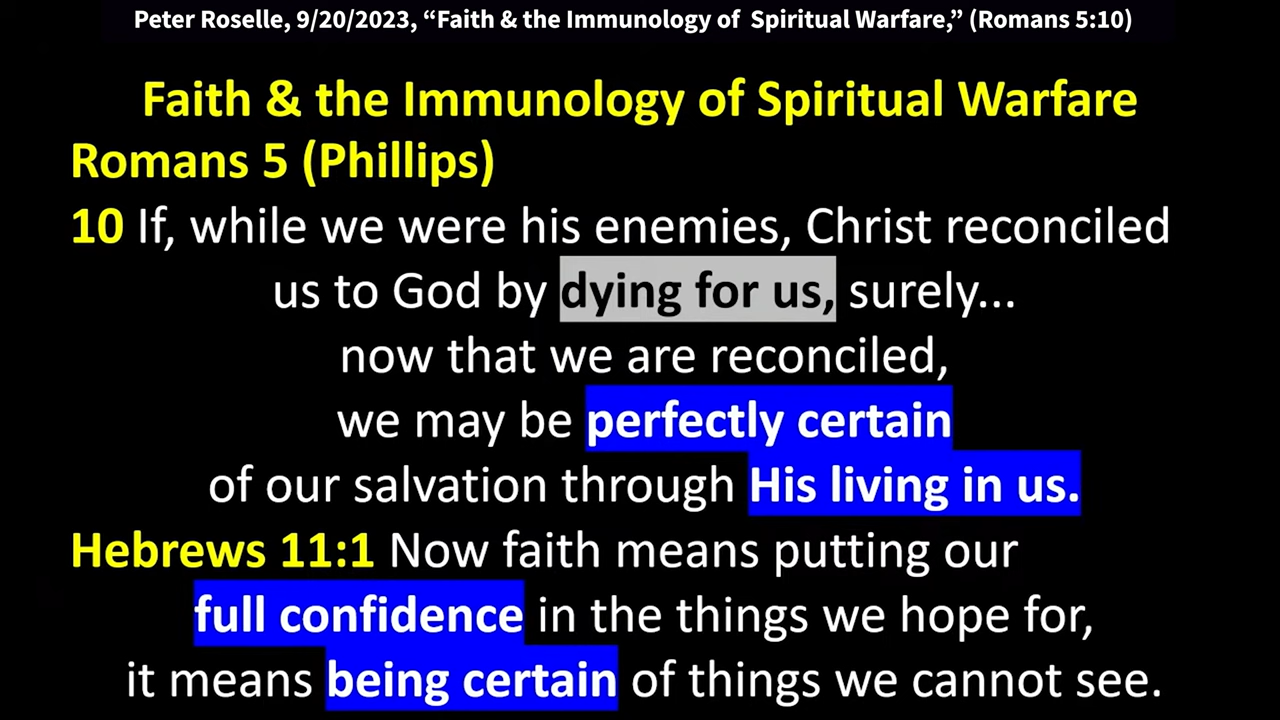 Peter Roselle, 9/20/2023, “Faith & the Immunology of Spiritual Warfare,” (Romans 5:10)
Faith & the Immunology of Spiritual Warfare
Romans 5 (Phillips)
10 If, while we were his enemies, Christ reconciled
us to God by dying for us, surely...
now that we are reconciled,
we may be perfectly certain
of our salvation through His living in us.
Hebrews 11:1 Now faith means putting our
full confidence in the things we hope for,
it means being certain of things we cannot see.